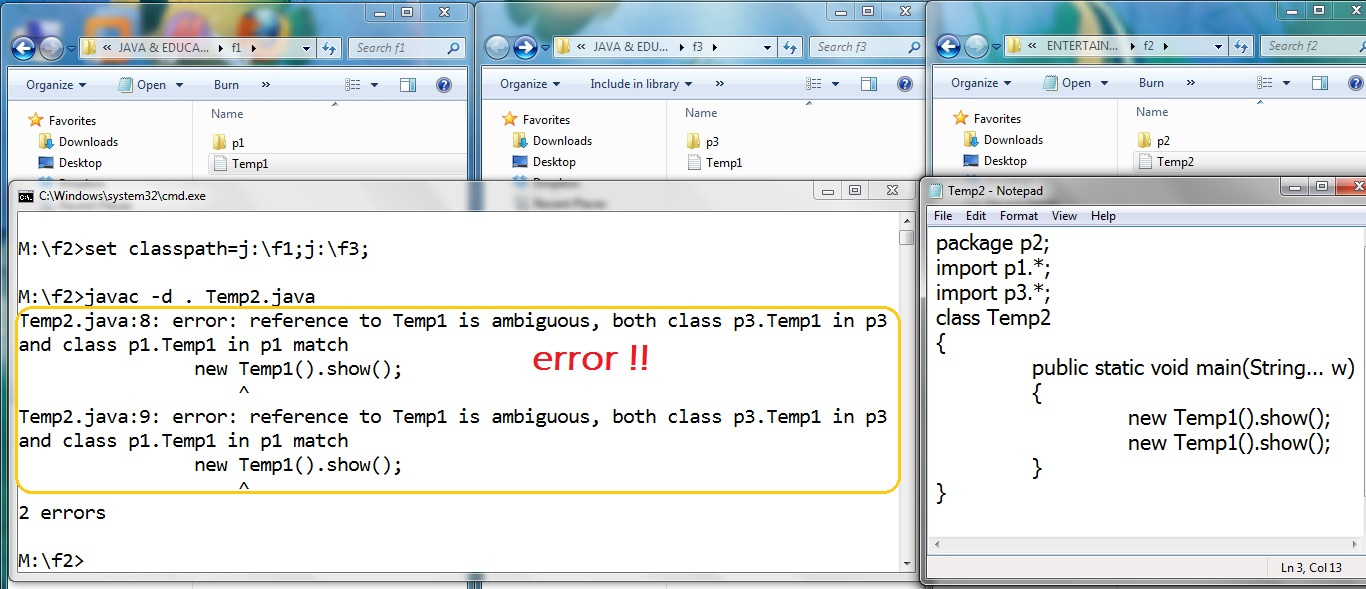 « JAVA & EDUCA... f1
Search f1
Organize Open Burn »
Name
Favorites
Downloads
Desktop
p1
Temp1
« JAVA & EDU... f3
Search f3
Organize Include in library »
Name
Favorites
Downloads
Desktop
Dropbox
Recent Places
p3
Temp1
« ENTERTAIN... f2
Search f2
Organize Open Burn »
Name
Favorites
Downloads
Desktop
p2
Temp2
C:\Windows\system32\cmd.exe
M:\f2>set classpath=j:\f1;j:\f3;
M:\f2>javac -d . Temp2.java
Temp2.java:8: error: reference to Temp1 is ambiguous, both class p3.Temp1 in p3
and class p1.Temp1 in p1 match
new Temp1().show();
^
Temp2.java:9: error: reference to Temp1 is ambiguous, both class p3.Temp1 in p3
and class p1.Temp1 in p1 match
new Temp1().show();
^
2 errors
M:\f2>
error !!
Temp2 - Notepad
File Edit Format View Help
package p2;
import p1.*;
import p3.*;
class Temp2
{
public static void main(String... w)
{
new Temp1().show();
new Temp1().show();
}
}
Ln 3, Col 13